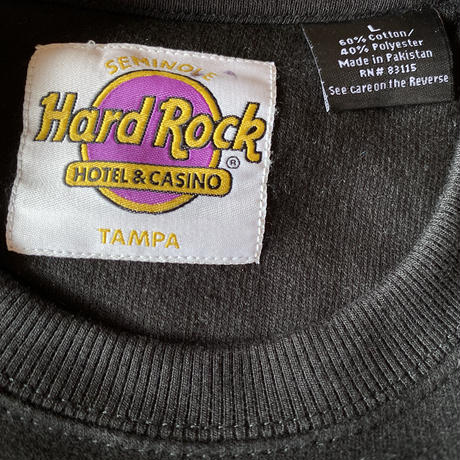 SEMINOLE
Hard Rock®
HOTEL & CASINO
TAMPA
L
60% Cotton/
40% Polyester
Made in Pakistan
RN# 83115
See care on the Reverse